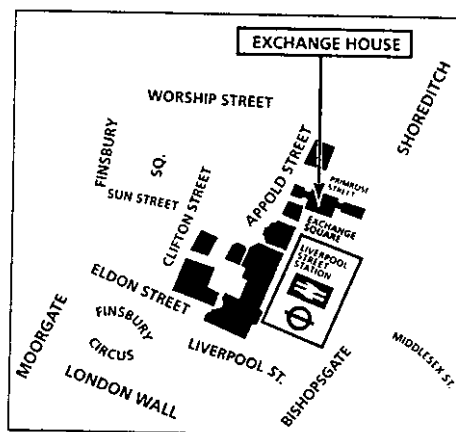 EXCHANGE HOUSE
WORSHIP STREET
SHOREDITCH
FINSBURY
SQ.
SUN STREET
CLIFTON STREET
APPOLD STREET
PRIMROSE
STREET
EXCHANGE
SQUARE
LIVERPOOL
STREET
STATION
ELDON STREET
FINSBURY
CIRCUS
MOORGATE
LONDON WALL
LIVERPOOL ST.
BISHOPSGATE
MIDDLESEX ST.